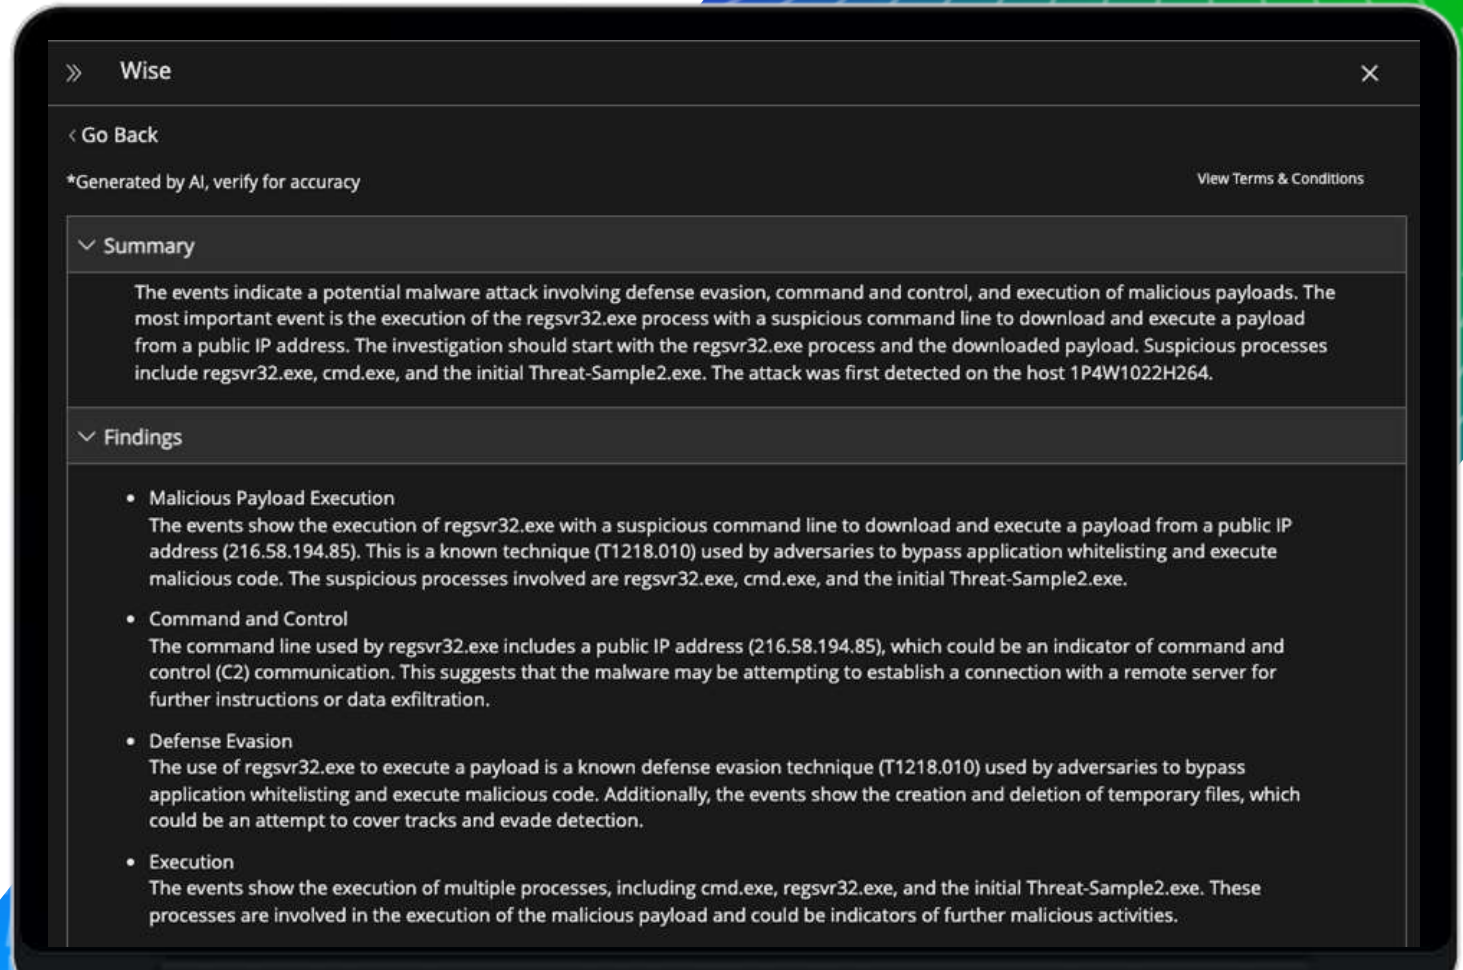 Wise
Go Back
*Generated by AI, verify for accuracy
View Terms & Conditions
Summary
The events indicate a potential malware attack involving defense evasion, command and control, and execution of malicious payloads. The
most important event is the execution of the regsvr32.exe process with a suspicious command line to download and execute a payload
from a public IP address. The investigation should start with the regsvr32.exe process and the downloaded payload. Suspicious processes
include regsvr32.exe, cmd.exe, and the initial Threat-Sample2.exe. The attack was first detected on the host 1P4W1022H264.
Findings
• Malicious Payload Execution
The events show the execution of regsvr32.exe with a suspicious command line to download and execute a payload from a public IP
address (216.58.194.85). This is a known technique (T1218.010) used by adversaries to bypass application whitelisting and execute
malicious code. The suspicious processes involved are regsvr32.exe, cmd.exe, and the initial Threat-Sample2.exe.
• Command and Control
The command line used by regsvr32.exe includes a public IP address (216.58.194.85), which could be an indicator of command and
control (C2) communication. This suggests that the malware may be attempting to establish a connection with a remote server for
further instructions or data exfiltration.
• Defense Evasion
The use of regsvr32.exe to execute a payload is a known defense evasion technique (T1218.010) used by adversaries to bypass
application whitelisting and execute malicious code. Additionally, the events show the creation and deletion of temporary files, which
could be an attempt to cover tracks and evade detection.
• Execution
The events show the execution of multiple processes, including cmd.exe, regsvr32.exe, and the initial Threat-Sample2.exe. These
processes are involved in the execution of the malicious payload and could be indicators of further malicious activities.